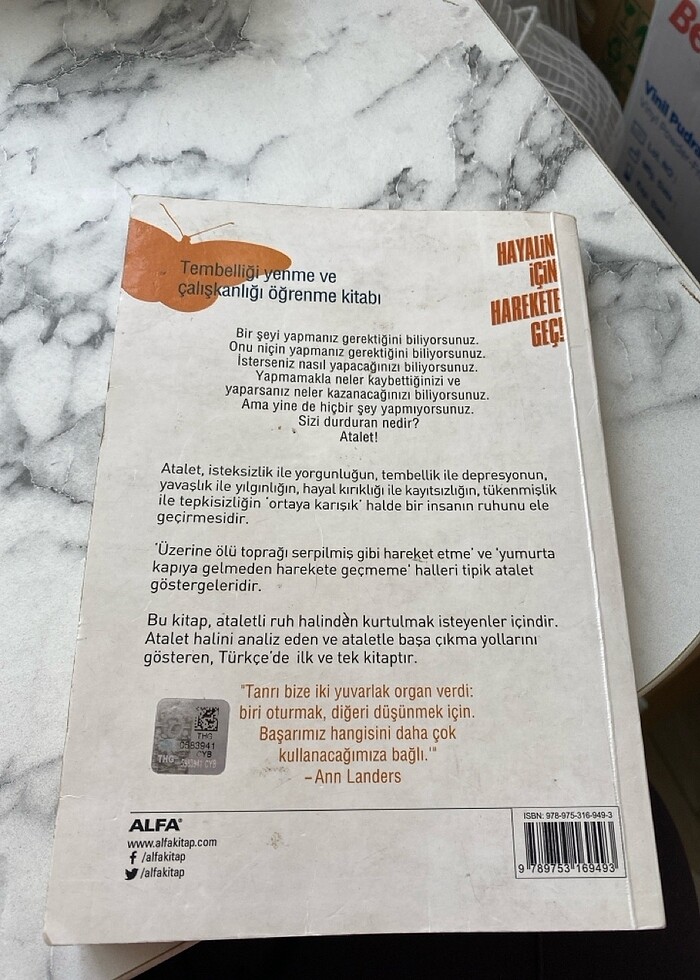 Be
Vinil Pudra
Tembelliği yenme ve
çalışkanlığı öğrenme kitabı
HAYALİN
İÇİN
HAREKETE
GEÇ!
Bir şeyi yapmanız gerektiğini biliyorsunuz.
Onu niçin yapmanız gerektiğini biliyorsunuz.
İsterseniz nasıl yapacağınızı biliyorsunuz.
Yapmamakla neler kaybettiğinizi ve
yaparsanız neler kazanacağınızı biliyorsunuz.
Ama yine de hiçbir şey yapmıyorsunuz.
Sizi durduran nedir?
Atalet!
Atalet, isteksizlik ile yorgunluğun, tembellik ile depresyonun,
yavaşlık ile yılgınlığın, hayal kırıklığı ile kayıtsızlığın, tükenmişlik
ile tepkisizliğin 'ortaya karışık' halde bir insanın ruhunu ele
geçirmesidir.
'Üzerine ölü toprağı serpilmiş gibi hareket etme' ve 'yumurta
kapıya gelmeden harekete geçmeme' halleri tipik atalet
göstergeleridir.
Bu kitap, ataletli ruh halinden kurtulmak isteyenler içindir.
Atalet halini analiz eden ve ataletle başa çıkma yollarını
gösteren, Türkçe'de ilk ve tek kitaptır.
"Tanrı bize iki yuvarlak organ verdi:
biri oturmak, diğeri düşünmek için.
Başarımız hangisini daha çok
kullanacağımıza bağlı.'"
– Ann Landers
THG
0583941
CYB
THG
ALFA
www.alfakitap.com
/alfakitap
/alfakitap
ISBN: 978-975-316-949-3
9 789753 169493